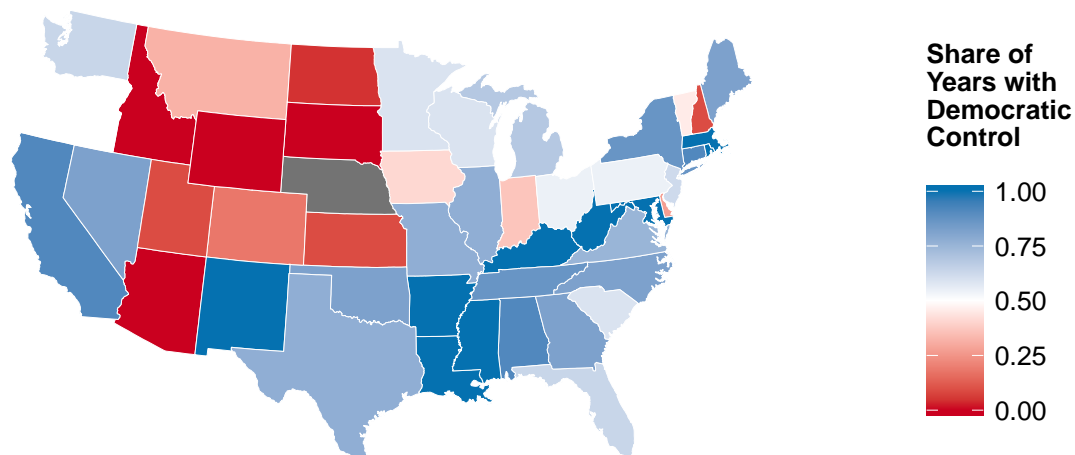 Share of
Years with
Democratic
Control
1.00
0.75
0.50
0.25
0.00